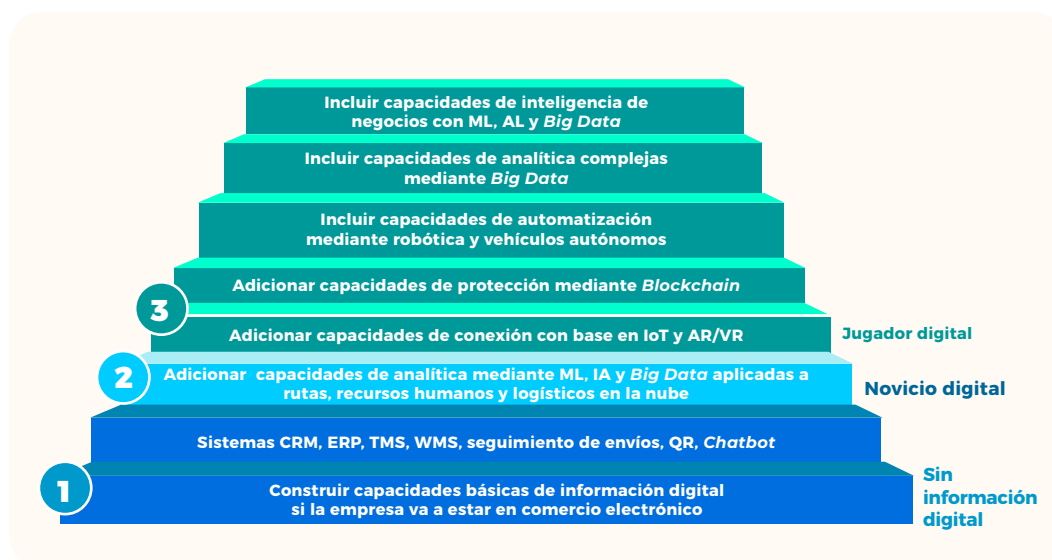 Incluir capacidades de inteligencia de
negocios con ML, AL y Big Data
Incluir capacidades de analítica complejas
mediante Big Data
Incluir capacidades de automatización
mediante robótica y vehículos autónomos
Adicionar capacidades de protección mediante Blockchain
3
Adicionar capacidades de conexión con base en IoT y AR/VR
Jugador digital
2
Adicionar capacidades de analítica mediante ML, IA y Big Data aplicadas a
rutas, recursos humanos y logísticos en la nube
Novicio digital
Sistemas CRM, ERP, TMS, WMS, seguimiento de envíos, QR, Chatbot
1
Construir capacidades básicas de información digital
si la empresa va a estar en comercio electrónico
Sin
información
digital